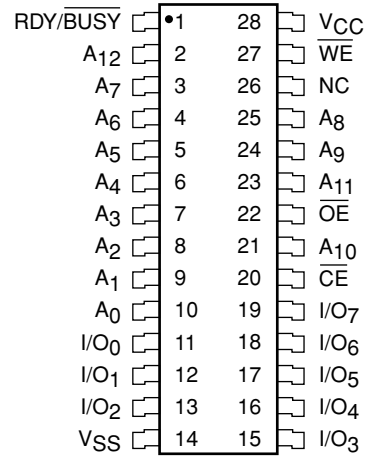 RDY/BUSY 1 28 VCC
A12 2 27 WE
A7 3 26 NC
A6 4 25 A8
A5 5 24 A9
A4 6 23 A11
A3 7 22 OE
A2 8 21 A10
A1 9 20 CE
A0 10 19 I/O7
I/O0 11 18 I/O6
I/O1 12 17 I/O5
I/O2 13 16 I/O4
VSS 14 15 I/O3